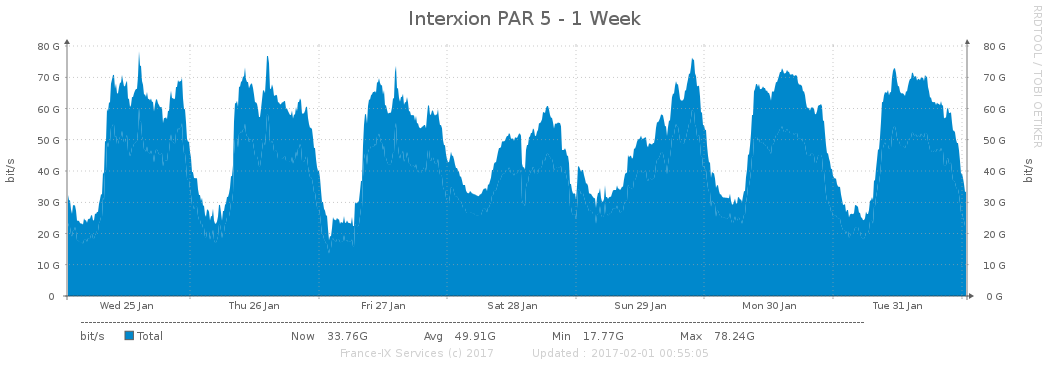 Interxion PAR 5 - 1 Week
RRDTOOL / TOBI OETIKER
80 G 80 G
70 G 70 G
60 G 60 G
50 G 50 G
40 G 40 G
30 G 30 G
20 G 20 G
10 G 10 G
0 0 G
bit/s
bit/s
Wed 25 Jan Thu 26 Jan Fri 27 Jan Sat 28 Jan Sun 29 Jan Mon 30 Jan Tue 31 Jan
bit/s Total Now 33.76G Avg 49.91G Min 17.77G Max 78.24G
France-IX Services (c) 2017 Updated : 2017-02-01 00:55:05